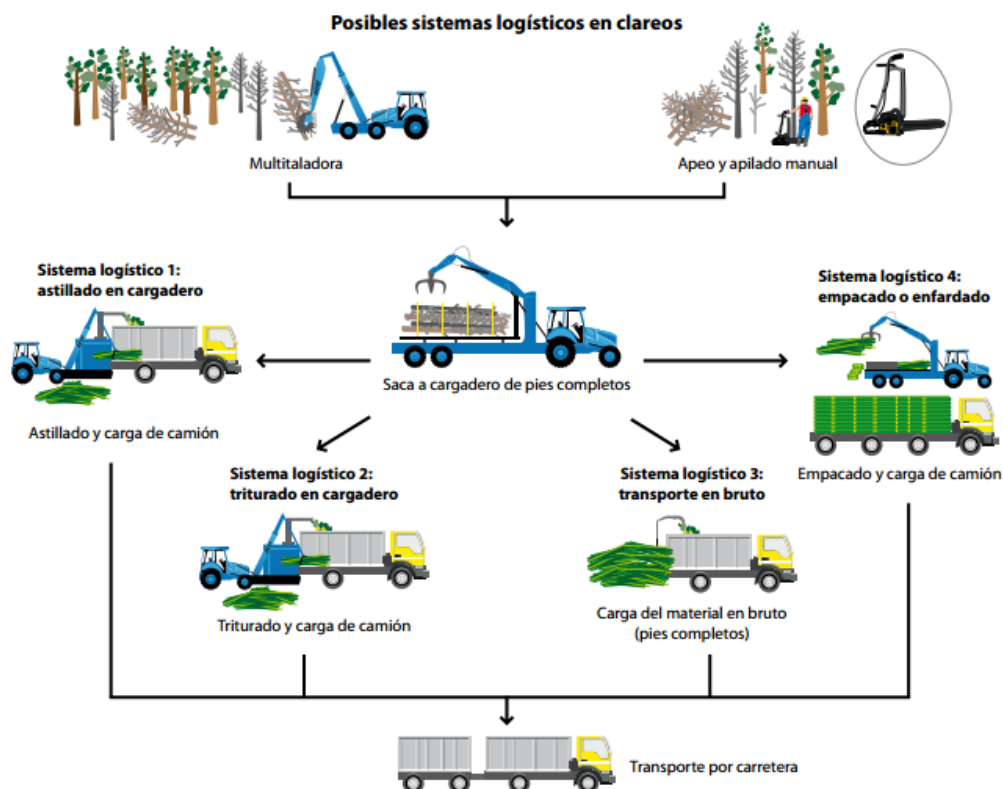 Posibles sistemas logísticos en clareos
Multitaladora
Apeo y apilado manual
Sistema logístico 1:
astillado en cargadero
Astillado y carga de camión
Saca a cargadero de pies completos
Sistema logístico 4:
empacado o enfardado
Empacado y carga de camión
Sistema logístico 2:
triturado en cargadero
Triturado y carga de camión
Sistema logístico 3:
transporte en bruto
Carga del material en bruto
(pies completos)
Transporte por carretera